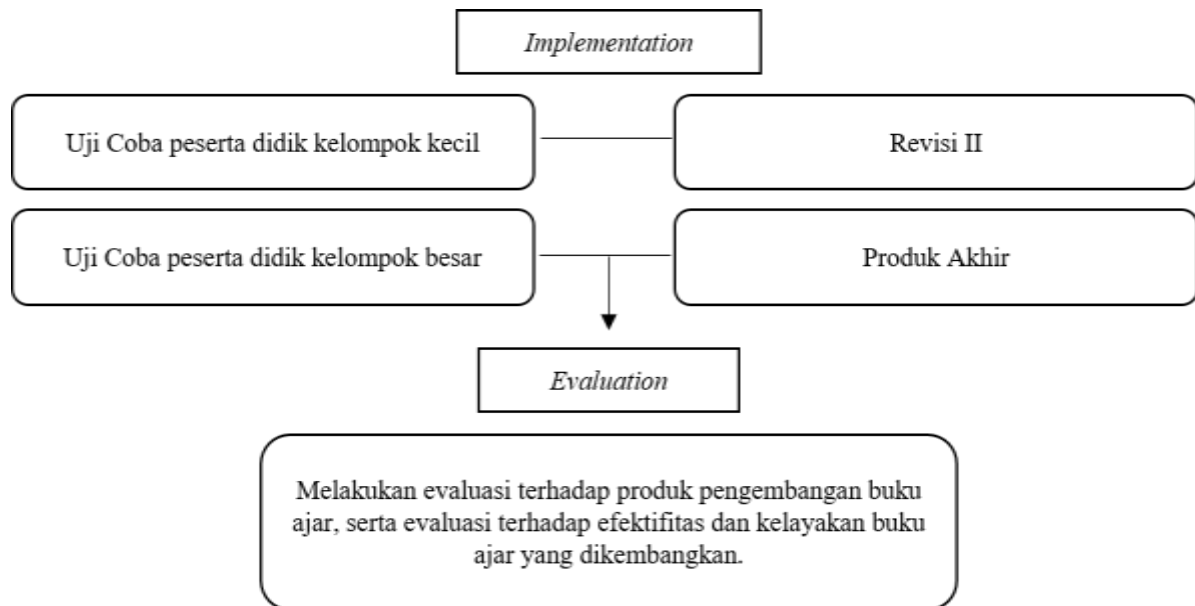 Implementation
Uji Coba peserta didik kelompok kecil
Revisi II
Uji Coba peserta didik kelompok besar
Produk Akhir
Evaluation
Melakukan evaluasi terhadap produk pengembangan buku
ajar, serta evaluasi terhadap efektifitas dan kelayakan buku
ajar yang dikembangkan.